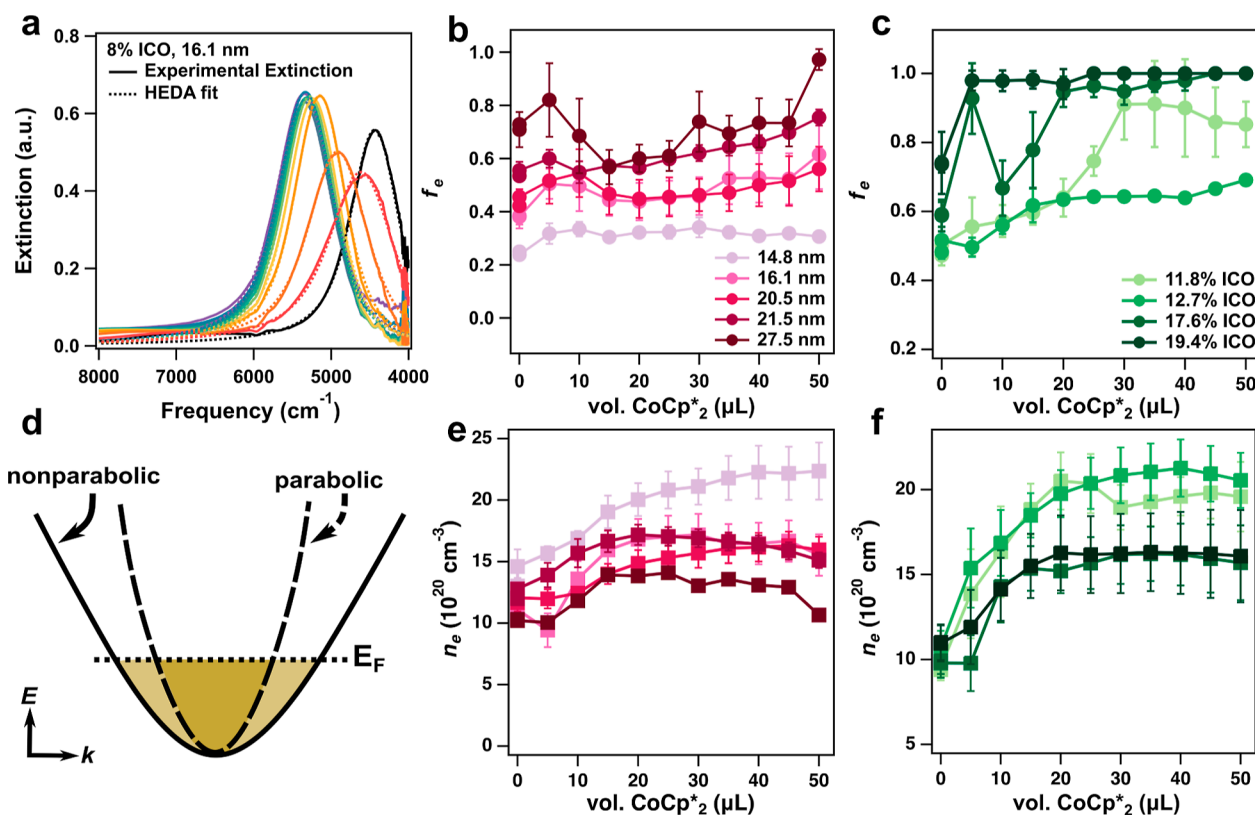 a
0.8
0.6
0.4
0.2
0.0
8000 7000 6000 5000 4000
Extinction (a.u.)
Frequency (cm⁻¹)
8% ICO, 16.1 nm
Experimental Extinction
HEDA fit
b
1.0
0.8
0.6
0.4
0.2
0.0
fₑ
14.8 nm
16.1 nm
20.5 nm
21.5 nm
27.5 nm
0 10 20 30 40 50
vol. CoCp*₂ (µL)
c
1.0
0.8
0.6
0.4
0.2
fₑ
11.8% ICO
12.7% ICO
17.6% ICO
19.4% ICO
0 10 20 30 40 50
vol. CoCp*₂ (µL)
d
nonparabolic
parabolic
E_F
E
k
e
25
20
15
10
5
0
nₑ (10²⁰ cm⁻³)
0 10 20 30 40 50
vol. CoCp*₂ (µL)
f
20
15
10
5
nₑ (10²⁰ cm⁻³)
0 10 20 30 40 50
vol. CoCp*₂ (µL)